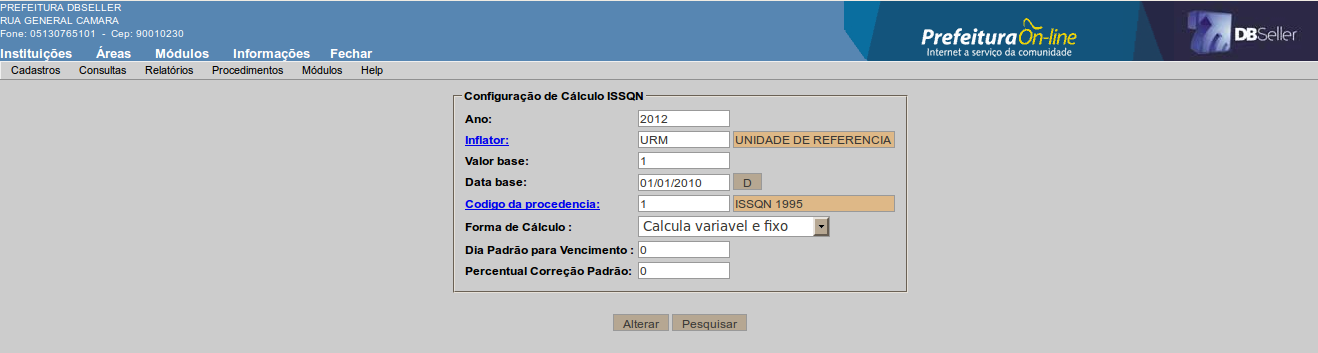 PREFEITURA DBSELLER
RUA GENERAL CAMARA
Fone: 05130765101 - Cep: 90010230
Instituições Áreas Módulos Informações Fechar
Prefeitura On-line
Internet a serviço da comunidade
DBSeller
Cadastros Consultas Relatórios Procedimentos Módulos Help
Configuração de Cálculo ISSQN
Ano: 2012
Inflator: URM UNIDADE DE REFERENCIA
Valor base: 1
Data base: 01/01/2010 D
Codigo da procedencia: 1 ISSQN 1995
Forma de Cálculo : Calcula variavel e fixo
Dia Padrão para Vencimento : 0
Percentual Correção Padrão: 0
Alterar Pesquisar